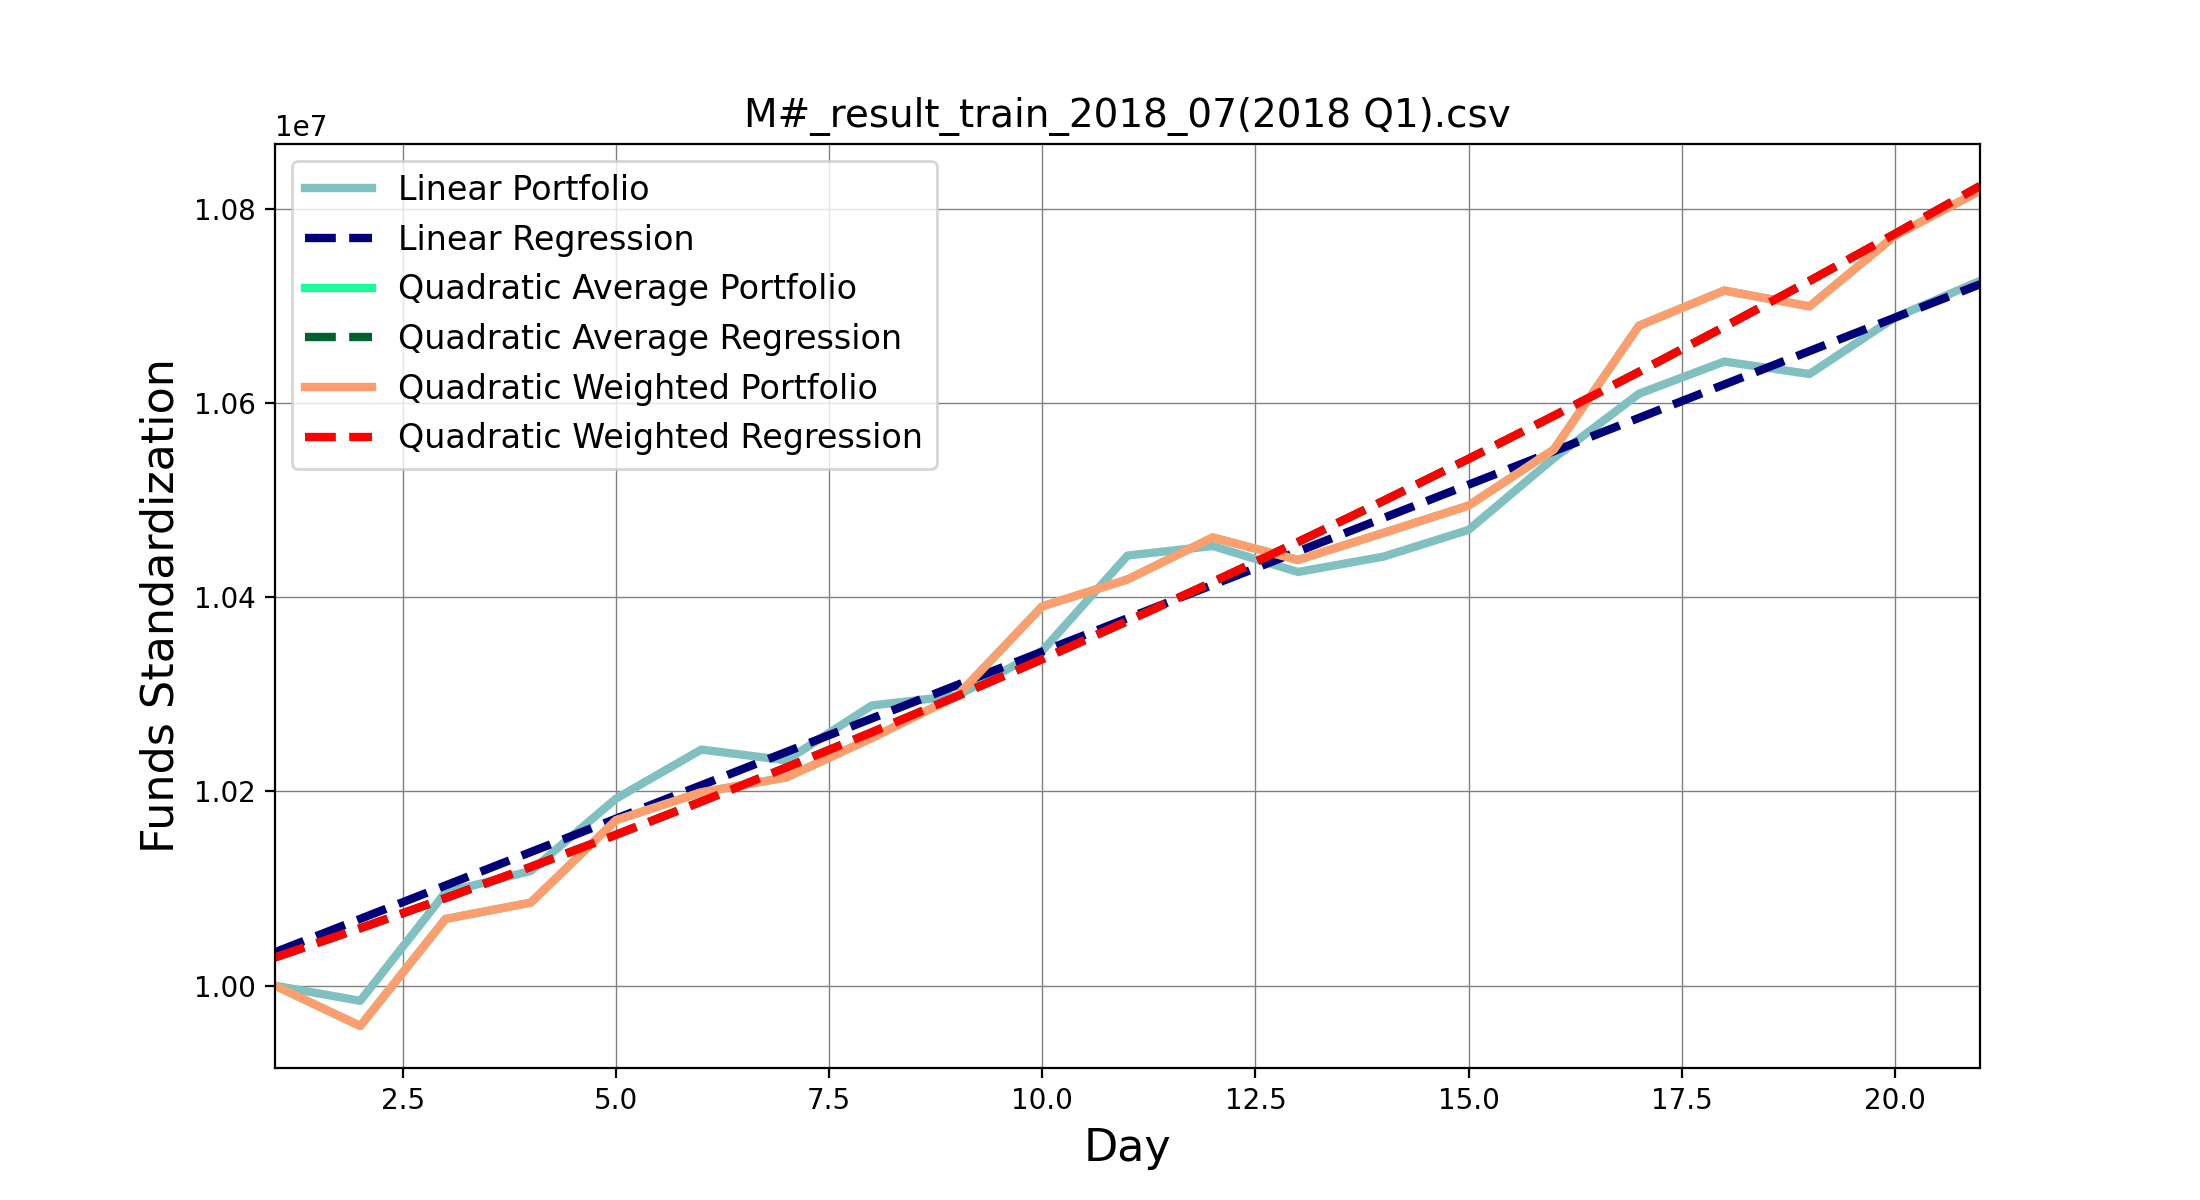 M#_result_train_2018_07(2018 Q1).csv
1e7
Linear Portfolio
Linear Regression
Quadratic Average Portfolio
Quadratic Average Regression
Quadratic Weighted Portfolio
Quadratic Weighted Regression
Funds Standardization
1.08
1.06
1.04
1.02
1.00
2.5 5.0 7.5 10.0 12.5 15.0 17.5 20.0
Day